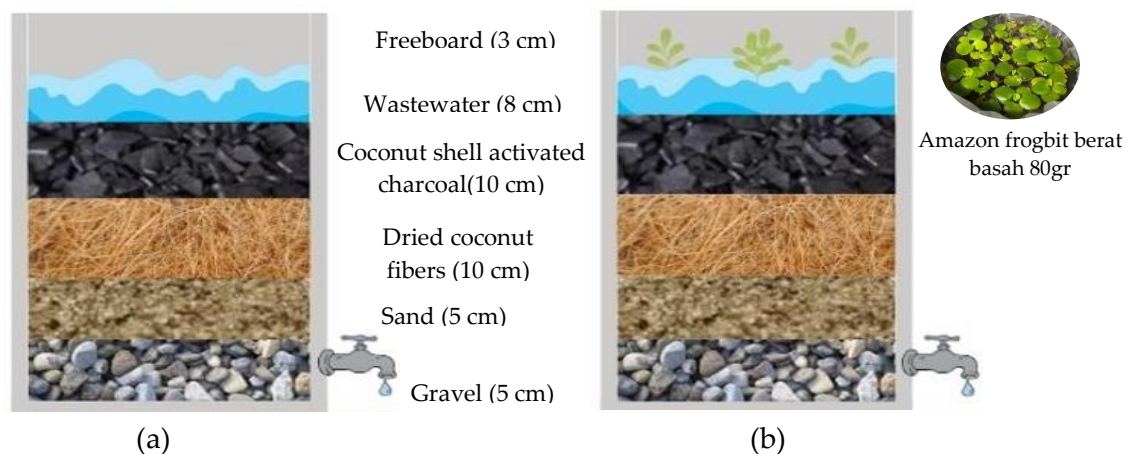 Freeboard (3 cm)
Wastewater (8 cm)
Coconut shell activated
charcoal(10 cm)
Dried coconut
fibers (10 cm)
Sand (5 cm)
Gravel (5 cm)
Amazon frogbit berat
basah 80gr
(a)
(b)